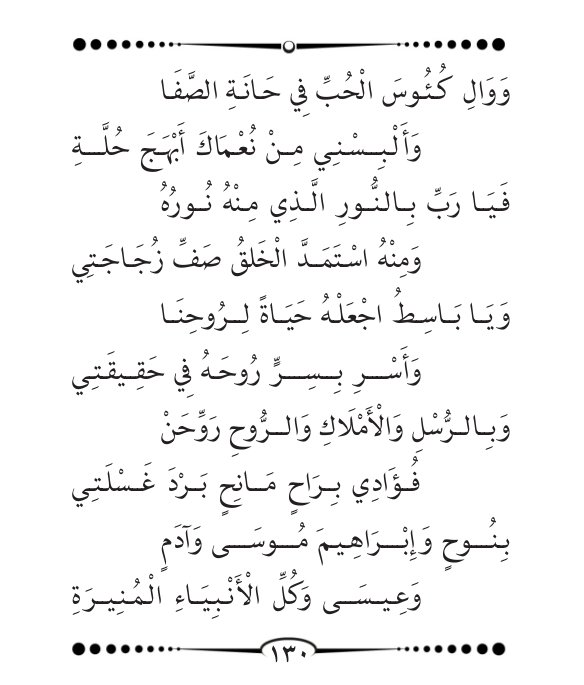 وَوَالِ كُئُوسَ الْحُبِّ فِي حَانَةِ الصَّفَا
وَأَلْبِسْنِي مِنْ نُعْمَاكَ أَبْهَجَ حُلَّةِ
فَيَا رَبِّ بِالنُّورِ الَّذِي مِنْهُ نُورُهُ
وَمِنْهُ اسْتَمَدَّ الْخَلقُ صَفِّ زُجَاجَتِي
وَيَا بَاسِطُ اجْعَلْهُ حَيَاةً لِرُوحِنَا
وَأَسْرِ بِسِرٍّ رُوحَهُ فِي حَقِيقَتِي
وَبِالرُّسْلِ وَالْأَمْلَاكِ وَالرُّوحِ رَوِّحَنْ
فُؤَادِي بِرَاحٍ مَانِحٍ بَرْدَ غَسْلَتِي
بِنُوحٍ وَإِبْرَاهِيمَ مُوسَى وَآدَمٍ
وَعِيسَى وَكُلِّ الْأَنْبِيَاءِ الْمُنِيرَةِ
١٣٠